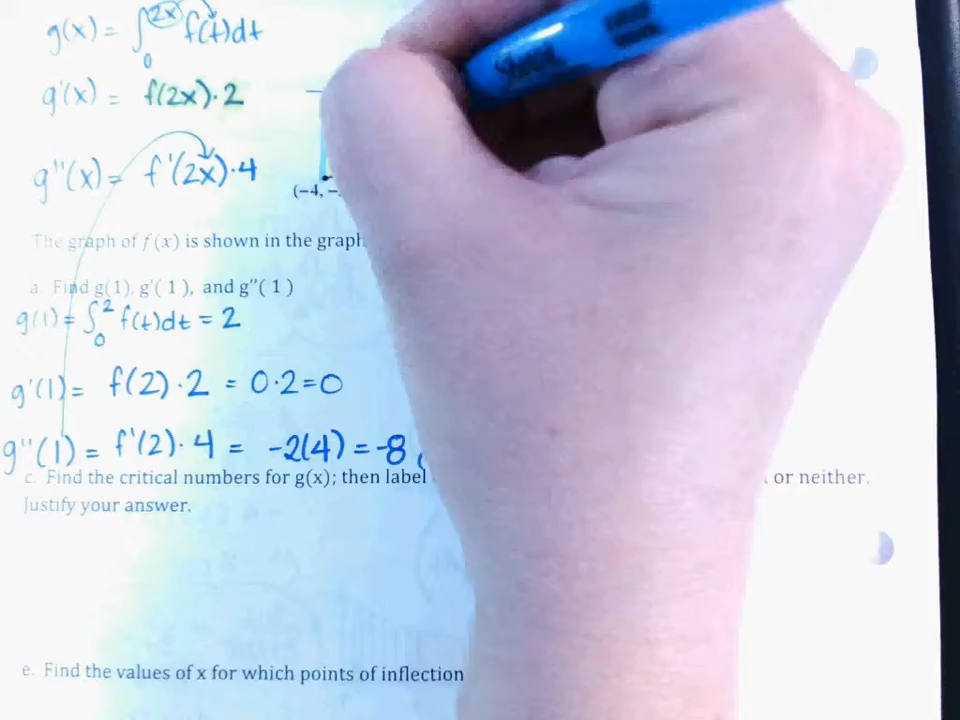 g(x) = ∫₀²ˣ f(t)dt
g'(x) = f(2x)·2
g''(x) = f'(2x)·4
(−4, −
The graph of f(x) is shown in the graph
a. Find g(1), g'( 1 ), and g''( 1 )
g(1) = ∫₀² f(t)dt = 2
g'(1) = f(2)·2 = 0·2=0
g''(1) = f'(2)·4 = -2(4) = -8
c. Find the critical numbers for g(x); then label or neither.
Justify your answer.
e. Find the values of x for which points of inflection
Sharpie